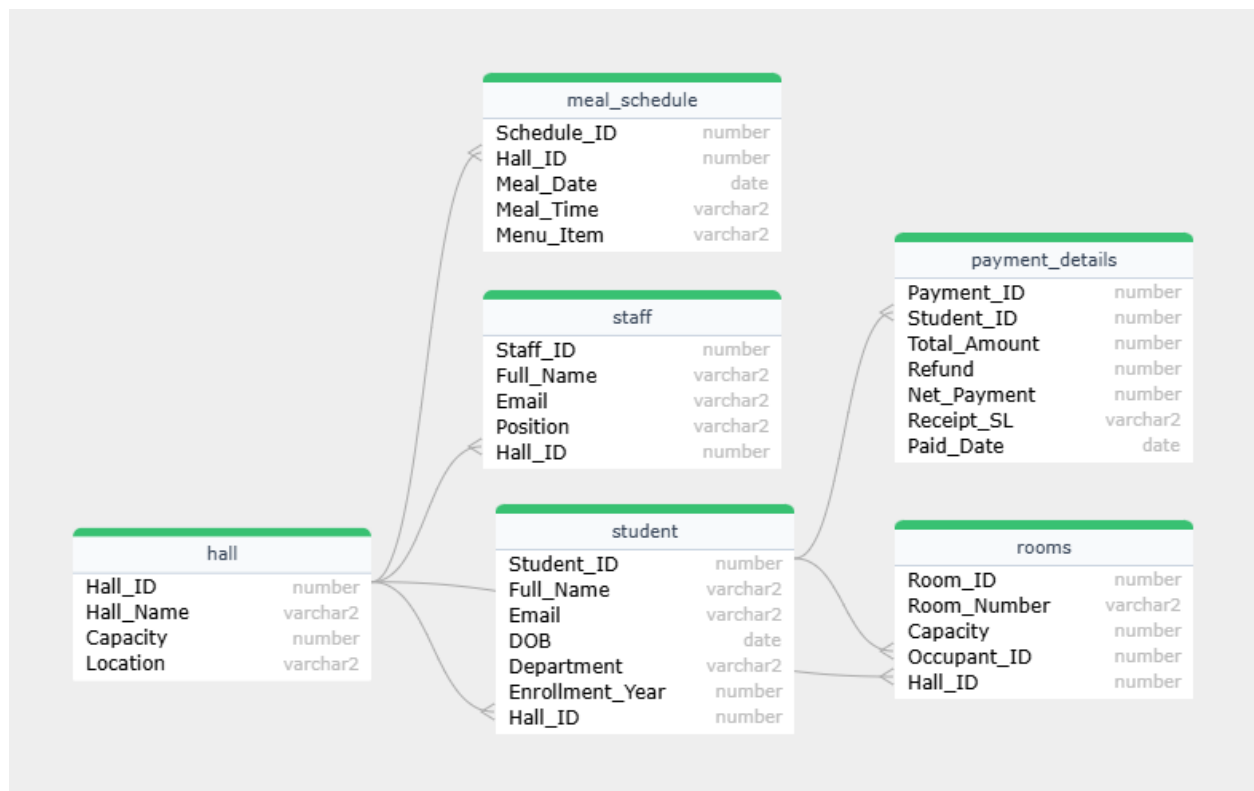 meal_schedule
Schedule_ID number
Hall_ID number
Meal_Date date
Meal_Time varchar2
Menu_Item varchar2
staff
Staff_ID number
Full_Name varchar2
Email varchar2
Position varchar2
Hall_ID number
hall
Hall_ID number
Hall_Name varchar2
Capacity number
Location varchar2
student
Student_ID number
Full_Name varchar2
Email varchar2
DOB date
Department varchar2
Enrollment_Year number
Hall_ID number
payment_details
Payment_ID number
Student_ID number
Total_Amount number
Refund number
Net_Payment number
Receipt_SL varchar2
Paid_Date date
rooms
Room_ID number
Room_Number varchar2
Capacity number
Occupant_ID number
Hall_ID number